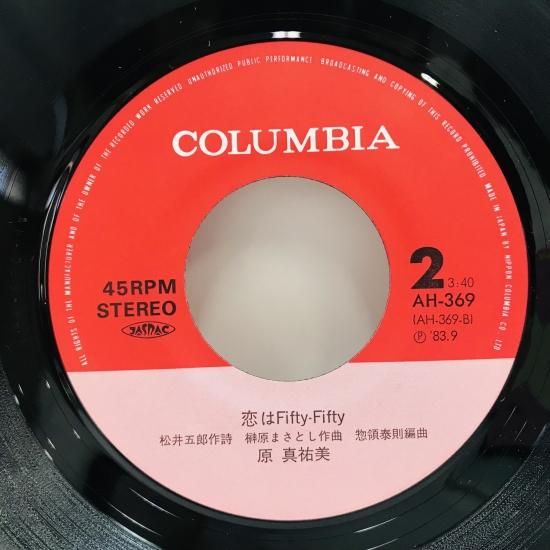 ALL RIGHTS OF THE MANUFACTURER AND OF THE OWNER OF THE RECORDED WORK RESERVED UNAUTHORIZED PUBLIC PERFORMANCE · BROADCASTING AND COPYING OF THIS RECORD PROHIBITED MADE IN JAPAN BY NIPPON COLUMBIA CO. LTD
COLUMBIA
45RPM
STEREO
JASRAC
2 3:40
AH-369
(AH-369-B)
Ⓟ '83.9
恋はFifty-Fifty
松井五郎作詩 榊原まさとし作曲 惣領泰則編曲
原 真祐美